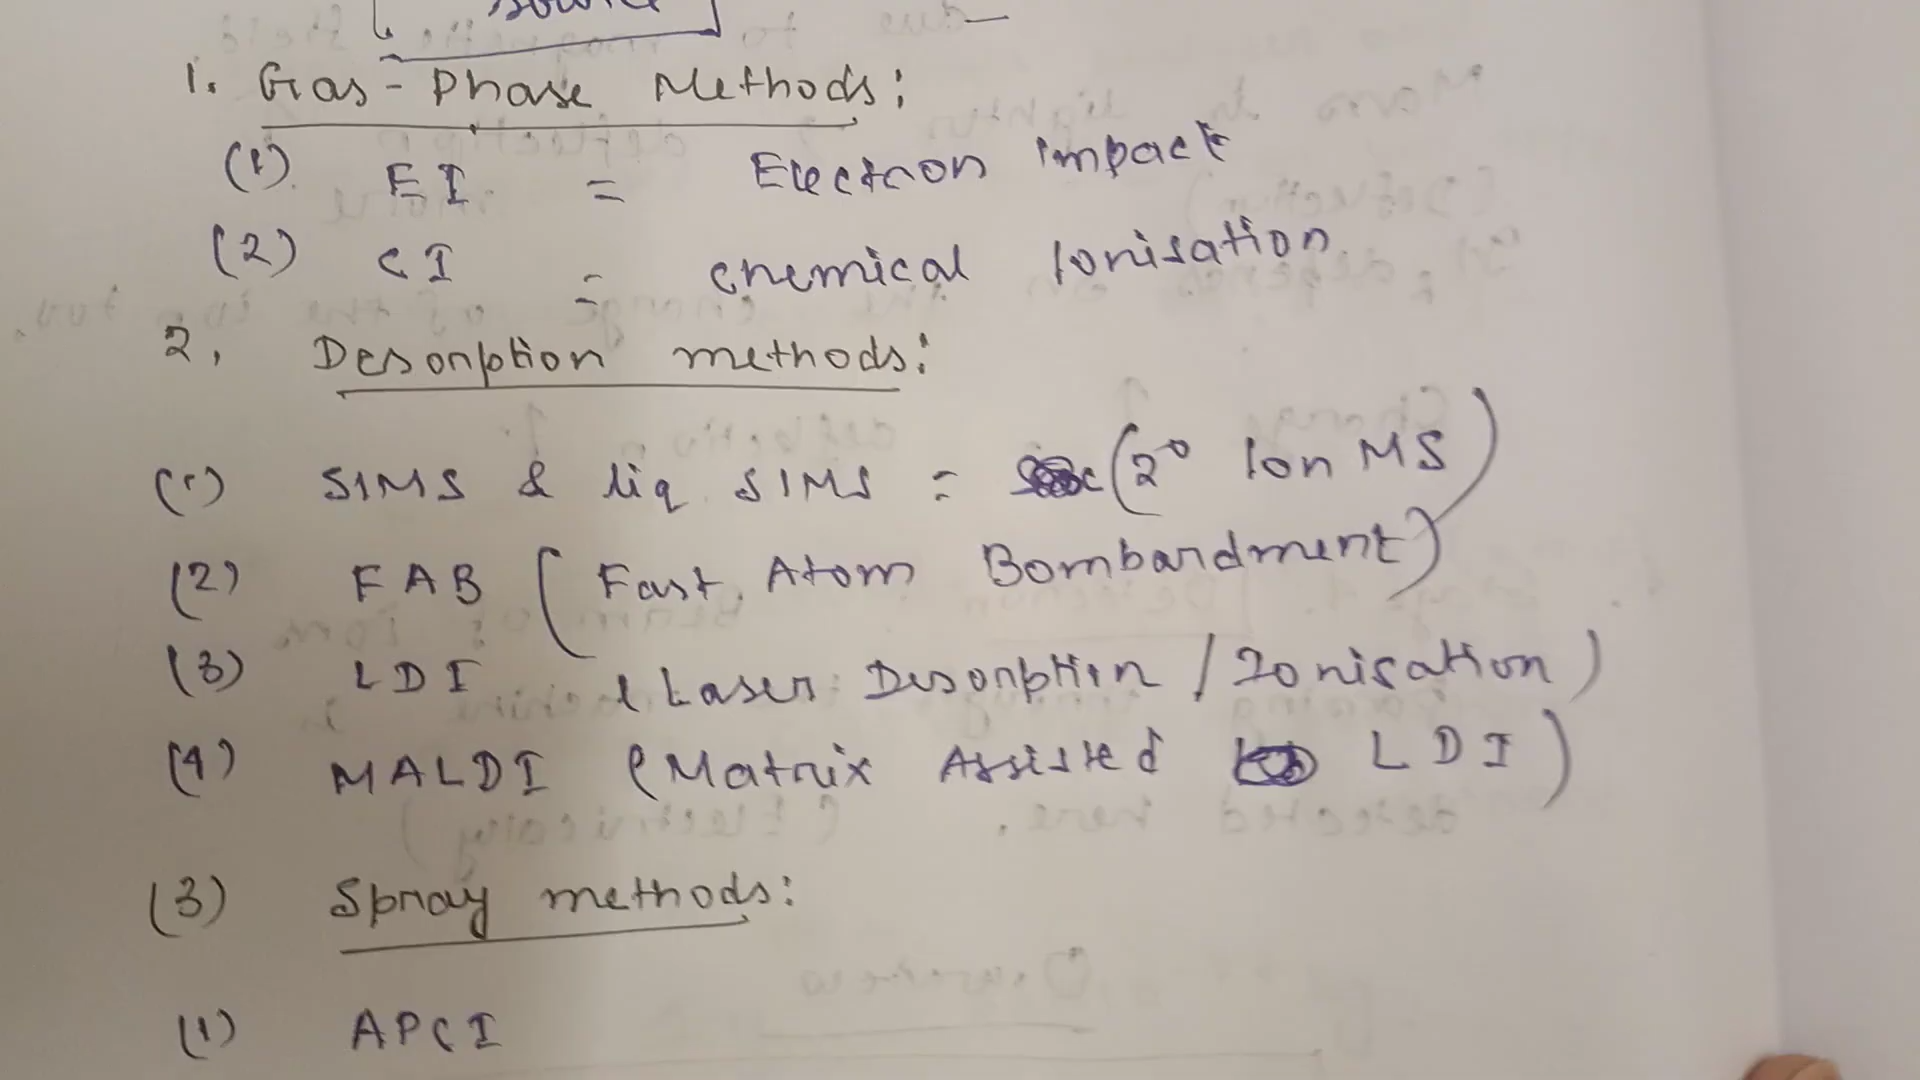 source
1. Gas-Phase Methods:
(1) EI = Electron Impact
(2) CI = chemical Ionisation
2. Desorption methods:
(1) SIMS & liq SIMS = (2° Ion MS)
(2) FAB (Fast Atom Bombardment)
(3) LDI (Laser Desorption / Ionisation)
(4) MALDI (Matrix Assisted LDI)
(3) Spray methods:
(1) APCI